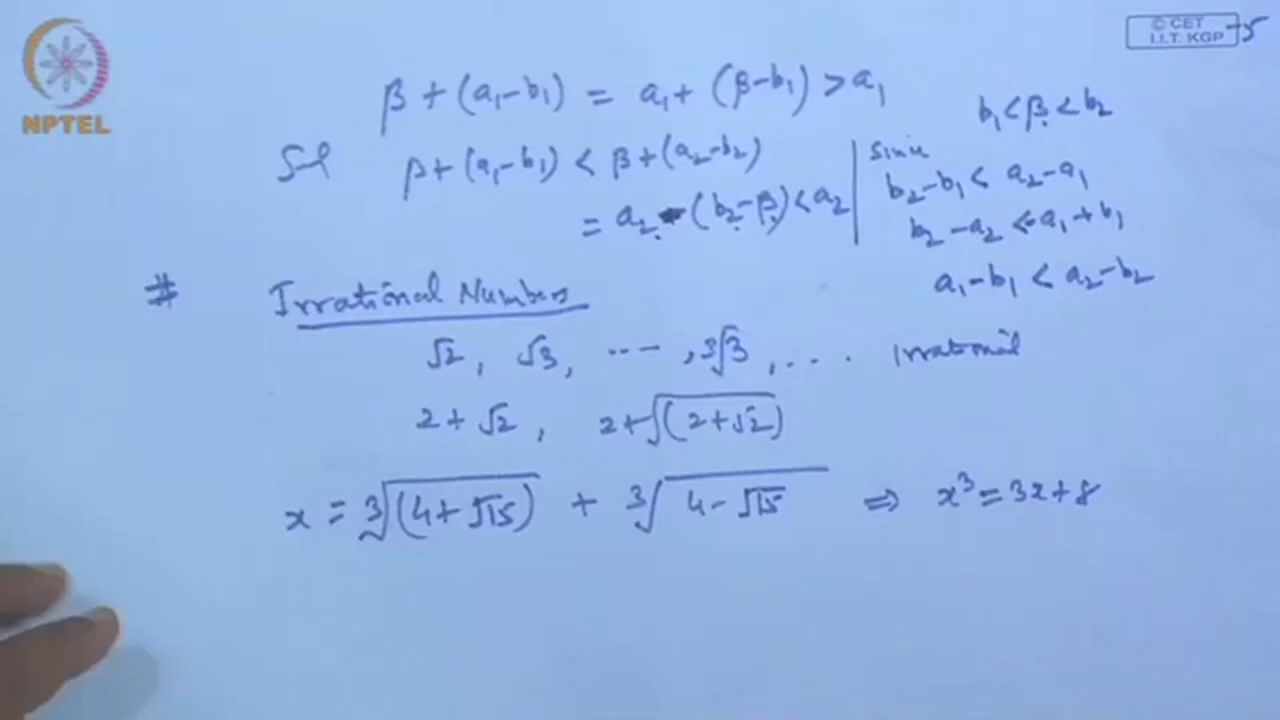 NPTEL
© CET
I.I.T. KGP -5
β + (a₁-b₁) = a₁ + (β-b₁) > a₁
b₁ < β < b₂
β + (a₁-b₁) < β + (a₂-b₂)
= a₂ - (b₂-β) < a₂
since
b₂-b₁ < a₂-a₁
b₂-a₂ < -a₁+b₁
a₁-b₁ < a₂-b₂
# Irrational Numbers
√2, √3, ---, ∛3, ... irrational
2+√2, 2+√(2+√2)
x = ∛(4+√15) + ∛4-√15 ⇒ x³=3x+8